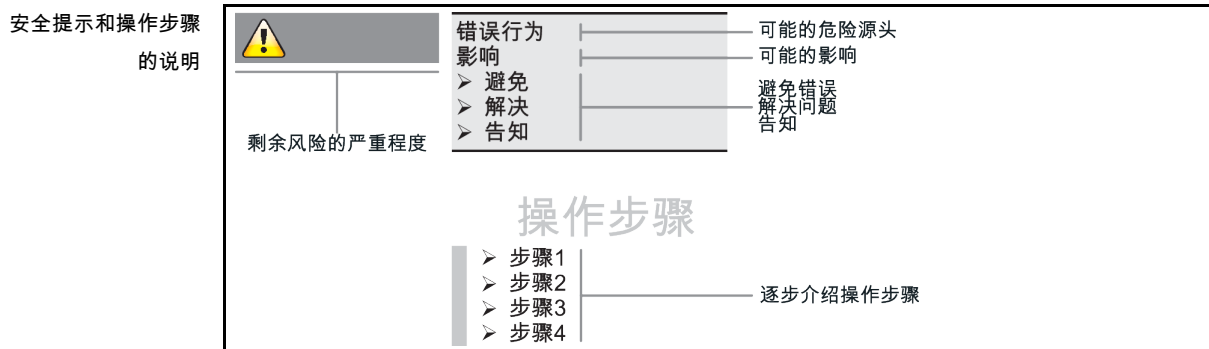 安全提示和操作步骤
的说明
剩余风险的严重程度
错误行为
影响
➢ 避免
➢ 解决
➢ 告知
可能的危险源头
可能的影响
避免错误
解决问题
告知
操作步骤
➢ 步骤1
➢ 步骤2
➢ 步骤3
➢ 步骤4
逐步介绍操作步骤